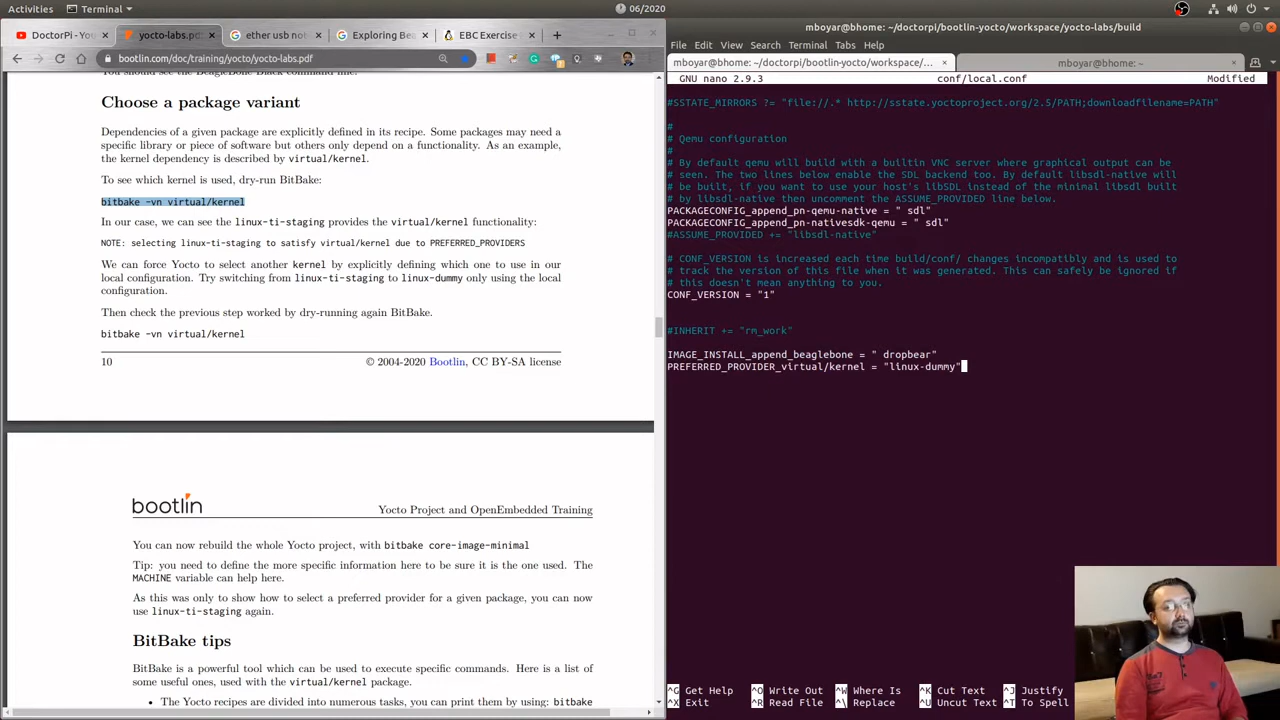 Activities
Terminal
06/2020
DoctorPi - You
yocto-labs.pd
ether usb not
Exploring Bea
EBC Exercise
bootlin.com/doc/training/yocto/yocto-labs.pdf
You should see the BeagleBone Black command line.
Choose a package variant
Dependencies of a given package are explicitly defined in its recipe. Some packages may need a
specific library or piece of software but others only depend on a functionality. As an example,
the kernel dependency is described by virtual/kernel.
To see which kernel is used, dry-run BitBake:
bitbake -vn virtual/kernel
In our case, we can see the linux-ti-staging provides the virtual/kernel functionality:
NOTE: selecting linux-ti-staging to satisfy virtual/kernel due to PREFERRED_PROVIDERS
We can force Yocto to select another kernel by explicitly defining which one to use in our
local configuration. Try switching from linux-ti-staging to linux-dummy only using the local
configuration.
Then check the previous step worked by dry-running again BitBake.
bitbake -vn virtual/kernel
10
© 2004-2020 Bootlin, CC BY-SA license
bootlin
Yocto Project and OpenEmbedded Training
You can now rebuild the whole Yocto project, with bitbake core-image-minimal
Tip: you need to define the more specific information here to be sure it is the one used. The
MACHINE variable can help here.
As this was only to show how to select a preferred provider for a given package, you can now
use linux-ti-staging again.
BitBake tips
BitBake is a powerful tool which can be used to execute specific commands. Here is a list of
some useful ones, used with the virtual/kernel package.
• The Yocto recipes are divided into numerous tasks, you can print them by using: bitbake
mboyar@bhome: ~/doctorpi/bootlin-yocto/workspace/yocto-labs/build
File Edit View Search Terminal Tabs Help
mboyar@bhome: ~/doctorpi/bootlin-yocto/workspace/...
mboyar@bhome: ~
GNU nano 2.9.3 conf/local.conf Modified
#SSTATE_MIRRORS ?= "file://.* http://sstate.yoctoproject.org/2.5/PATH;downloadfilename=PATH"
#
# Qemu configuration
#
# By default qemu will build with a builtin VNC server where graphical output can be
# seen. The two lines below enable the SDL backend too. By default libsdl-native will
# be built, if you want to use your host's libSDL instead of the minimal libsdl built
# by libsdl-native then uncomment the ASSUME_PROVIDED line below.
PACKAGECONFIG_append_pn-qemu-native = " sdl"
PACKAGECONFIG_append_pn-nativesdk-qemu = " sdl"
#ASSUME_PROVIDED += "libsdl-native"
# CONF_VERSION is increased each time build/conf/ changes incompatibly and is used to
# track the version of this file when it was generated. This can safely be ignored if
# this doesn't mean anything to you.
CONF_VERSION = "1"
#INHERIT += "rm_work"
IMAGE_INSTALL_append_beaglebone = " dropbear"
PREFERRED_PROVIDER_virtual/kernel = "linux-dummy"
^G Get Help ^O Write Out ^W Where Is ^K Cut Text ^J Justify
^X Exit ^R Read File ^\ Replace ^U Uncut Text ^T To Spell